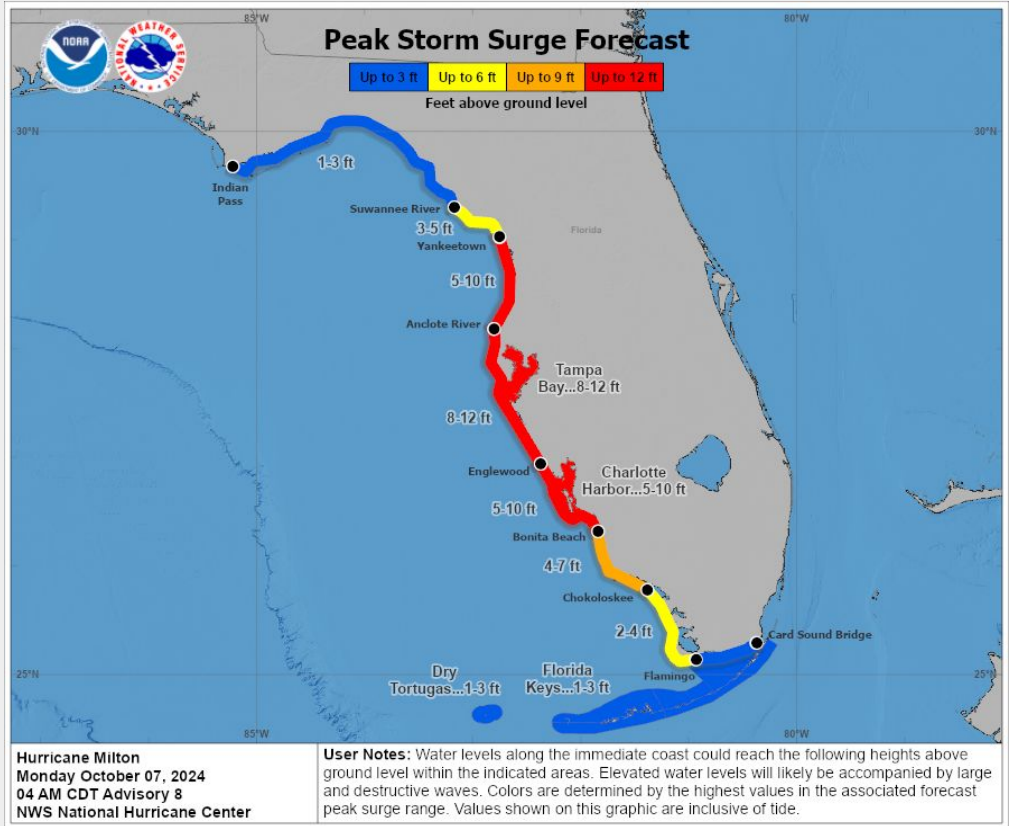 85°W
80°W
NOAA
NATIONAL WEATHER SERVICE
Peak Storm Surge Forecast
Up to 3 ft
Up to 6 ft
Up to 9 ft
Up to 12 ft
Feet above ground level
30°N
30°N
1-3 ft
Indian
Pass
Suwannee River
3-5 ft
Yankeetown
Florida
5-10 ft
Anclote River
Tampa
Bay...8-12 ft
8-12 ft
Englewood
Charlotte
Harbor...5-10 ft
5-10 ft
Bonita Beach
4-7 ft
Chokoloskee
2-4 ft
Card Sound Bridge
Flamingo
Dry
Tortugas...1-3 ft
Florida
Keys...1-3 ft
25°N
25°N
85°W
80°W
Hurricane Milton
Monday October 07, 2024
04 AM CDT Advisory 8
NWS National Hurricane Center
User Notes: Water levels along the immediate coast could reach the following heights above
ground level within the indicated areas. Elevated water levels will likely be accompanied by large
and destructive waves. Colors are determined by the highest values in the associated forecast
peak surge range. Values shown on this graphic are inclusive of tide.